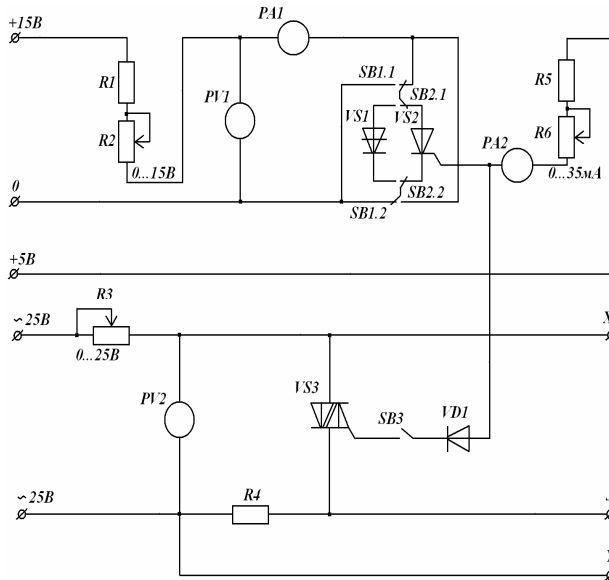 +15В
PA1
R1
R2
0...15В
PV1
SB1.1
SB2.1
VS1
VS2
SB2.2
SB1.2
R5
R6
PA2
0...35мА
0
+5В
R3
~25В
0...25В
PV2
VS3
SB3
VD1
~25В
R4